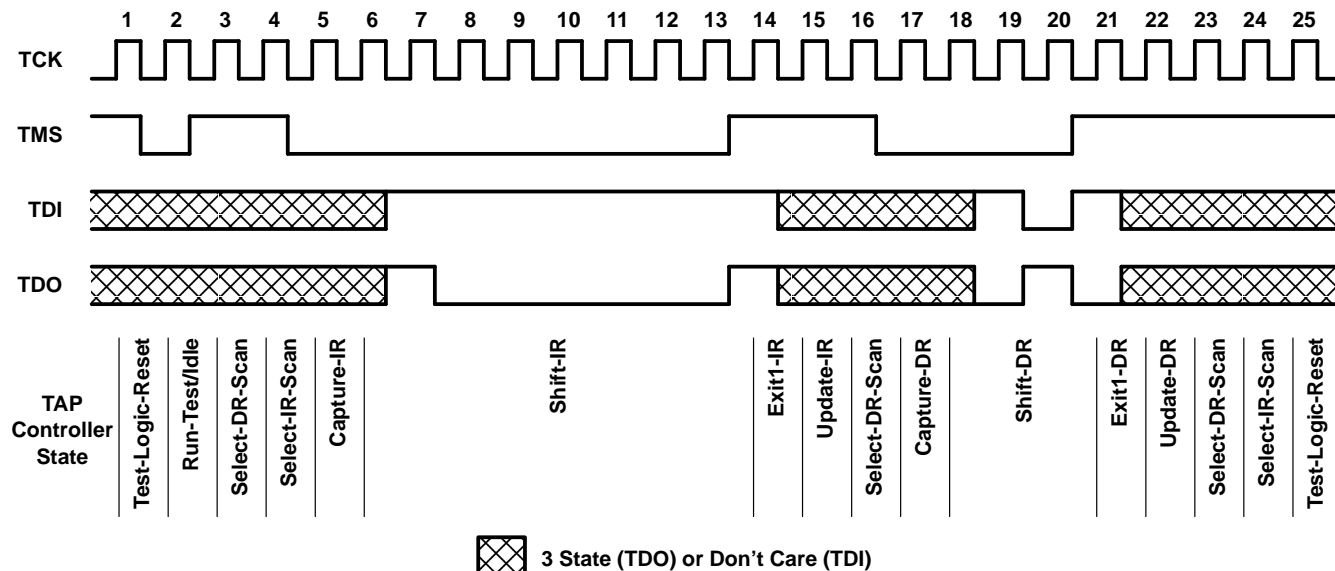 1 2 3 4 5 6 7 8 9 10 11 12 13 14 15 16 17 18 19 20 21 22 23 24 25
TCK
TMS
TDI
TDO
TAP
Controller
State
Test-Logic-Reset
Run-Test/Idle
Select-DR-Scan
Select-IR-Scan
Capture-IR
Shift-IR
Exit1-IR
Update-IR
Select-DR-Scan
Capture-DR
Shift-DR
Exit1-DR
Update-DR
Select-DR-Scan
Select-IR-Scan
Test-Logic-Reset
3 State (TDO) or Don't Care (TDI)